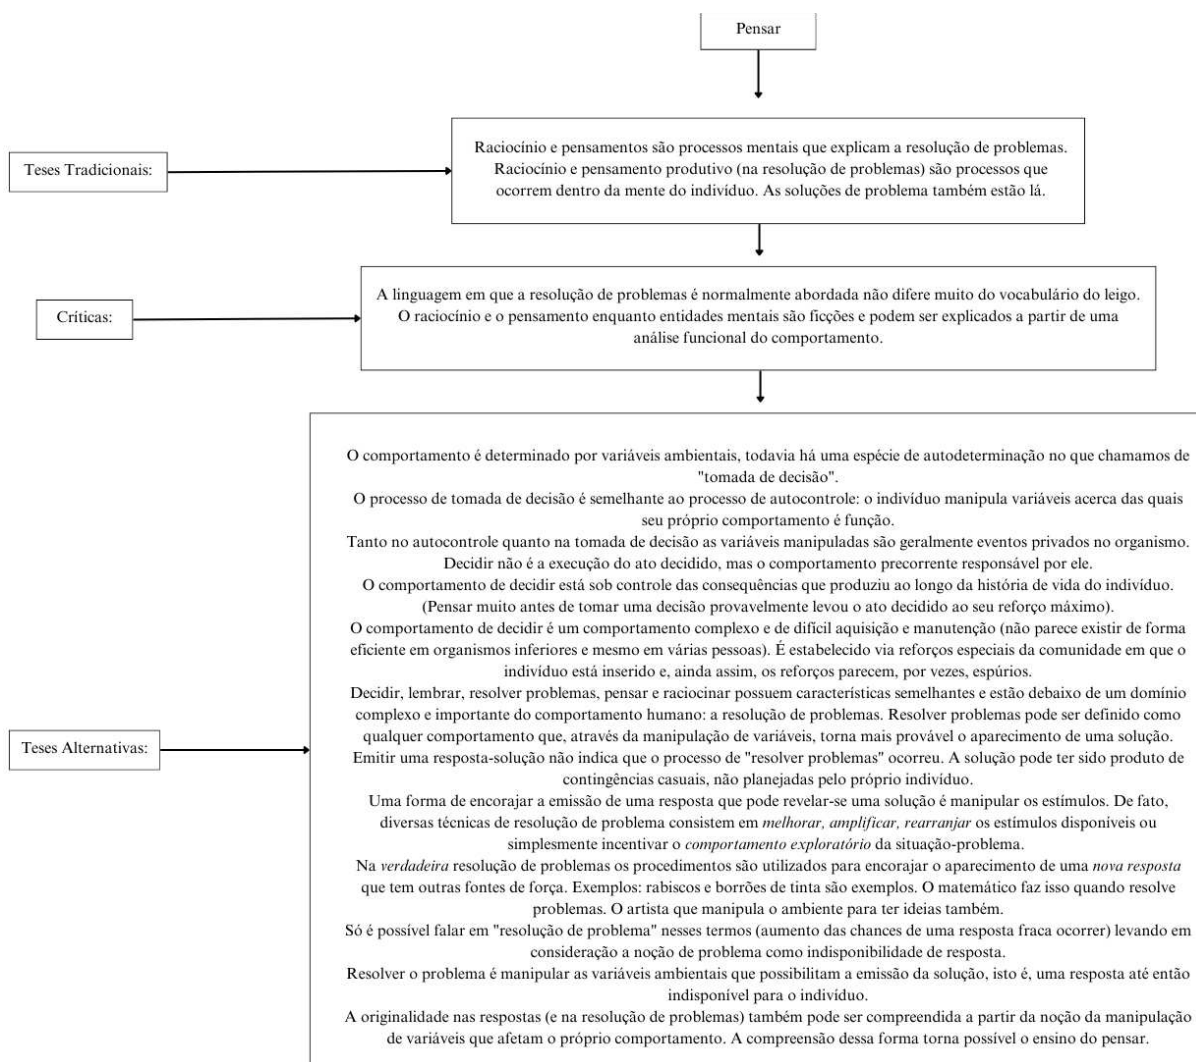 Pensar
Teses Tradicionais:
Raciocínio e pensamentos são processos mentais que explicam a resolução de problemas.
Raciocínio e pensamento produtivo (na resolução de problemas) são processos que
ocorrem dentro da mente do indivíduo. As soluções de problema também estão lá.
Críticas:
A linguagem em que a resolução de problemas é normalmente abordada não difere muito do vocabulário do leigo.
O raciocínio e o pensamento enquanto entidades mentais são ficções e podem ser explicados a partir de uma
análise funcional do comportamento.
Teses Alternativas:
O comportamento é determinado por variáveis ambientais, todavia há uma espécie de autodeterminação no que chamamos de
"tomada de decisão".
O processo de tomada de decisão é semelhante ao processo de autocontrole: o indivíduo manipula variáveis acerca das quais
seu próprio comportamento é função.
Tanto no autocontrole quanto na tomada de decisão as variáveis manipuladas são geralmente eventos privados no organismo.
Decidir não é a execução do ato decidido, mas o comportamento precorrente responsável por ele.
O comportamento de decidir está sob controle das consequências que produziu ao longo da história de vida do indivíduo.
(Pensar muito antes de tomar uma decisão provavelmente levou o ato decidido ao seu reforço máximo).
O comportamento de decidir é um comportamento complexo e de difícil aquisição e manutenção (não parece existir de forma
eficiente em organismos inferiores e mesmo em várias pessoas). É estabelecido via reforços especiais da comunidade em que o
indivíduo está inserido e, ainda assim, os reforços parecem, por vezes, espúrios.
Decidir, lembrar, resolver problemas, pensar e raciocinar possuem características semelhantes e estão debaixo de um domínio
complexo e importante do comportamento humano: a resolução de problemas. Resolver problemas pode ser definido como
qualquer comportamento que, através da manipulação de variáveis, torna mais provável o aparecimento de uma solução.
Emitir uma resposta-solução não indica que o processo de "resolver problemas" ocorreu. A solução pode ter sido produto de
contingências casuais, não planejadas pelo próprio indivíduo.
Uma forma de encorajar a emissão de uma resposta que pode revelar-se uma solução é manipular os estímulos. De fato,
diversas técnicas de resolução de problema consistem em melhorar, amplificar, rearranjar os estímulos disponíveis ou
simplesmente incentivar o comportamento exploratório da situação-problema.
Na verdadeira resolução de problemas os procedimentos são utilizados para encorajar o aparecimento de uma nova resposta
que tem outras fontes de força. Exemplos: rabiscos e borrões de tinta são exemplos. O matemático faz isso quando resolve
problemas. O artista que manipula o ambiente para ter ideias também.
Só é possível falar em "resolução de problema" nesses termos (aumento das chances de uma resposta fraca ocorrer) levando em
consideração a noção de problema como indisponibilidade de resposta.
Resolver o problema é manipular as variáveis ambientais que possibilitam a emissão da solução, isto é, uma resposta até então
indisponível para o indivíduo.
A originalidade nas respostas (e na resolução de problemas) também pode ser compreendida a partir da noção da manipulação
de variáveis que afetam o próprio comportamento. A compreensão dessa forma torna possível o ensino do pensar.